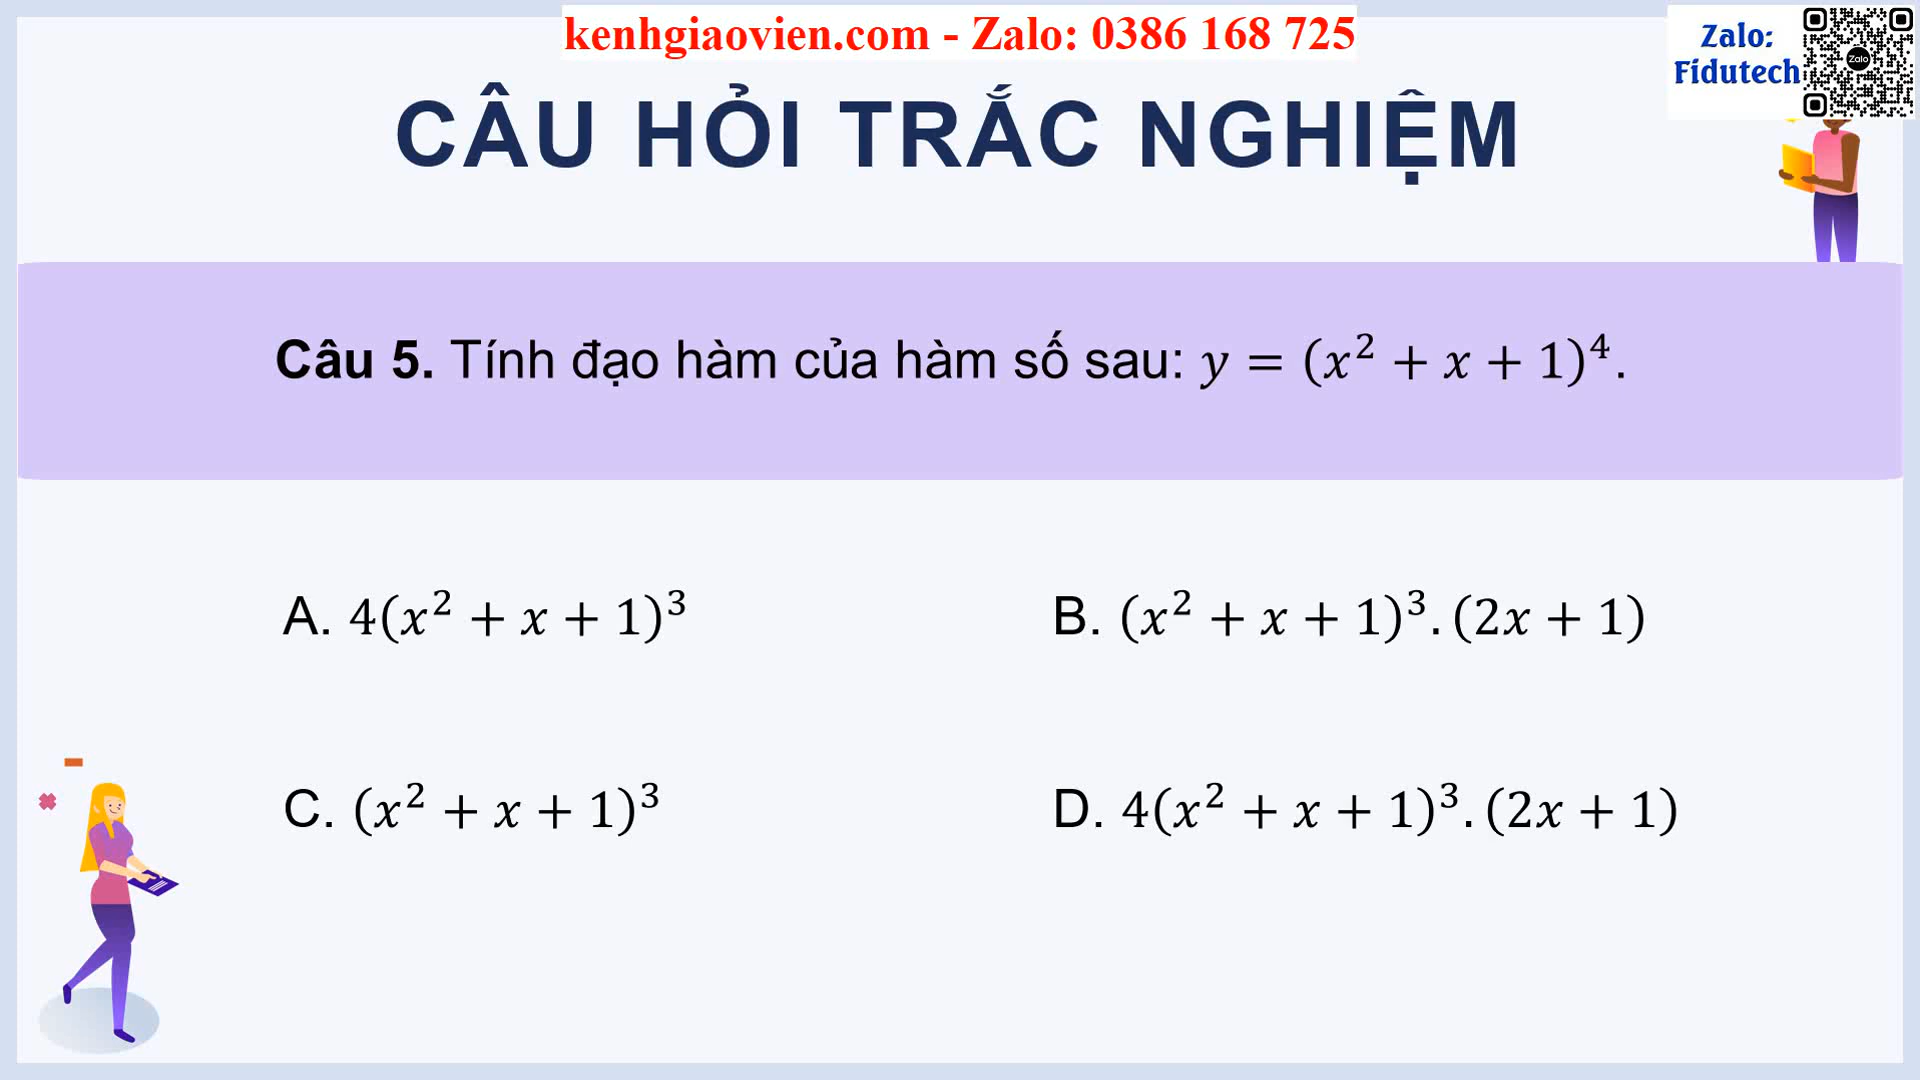 kenhgiaovien.com - Zalo: 0386 168 725
Zalo:
Fidutech
Zalo
CÂU HỎI TRẮC NGHIỆM
Câu 5. Tính đạo hàm của hàm số sau: y = (x² + x + 1)⁴.
A. 4(x² + x + 1)³
B. (x² + x + 1)³.(2x + 1)
C. (x² + x + 1)³
D. 4(x² + x + 1)³.(2x + 1)